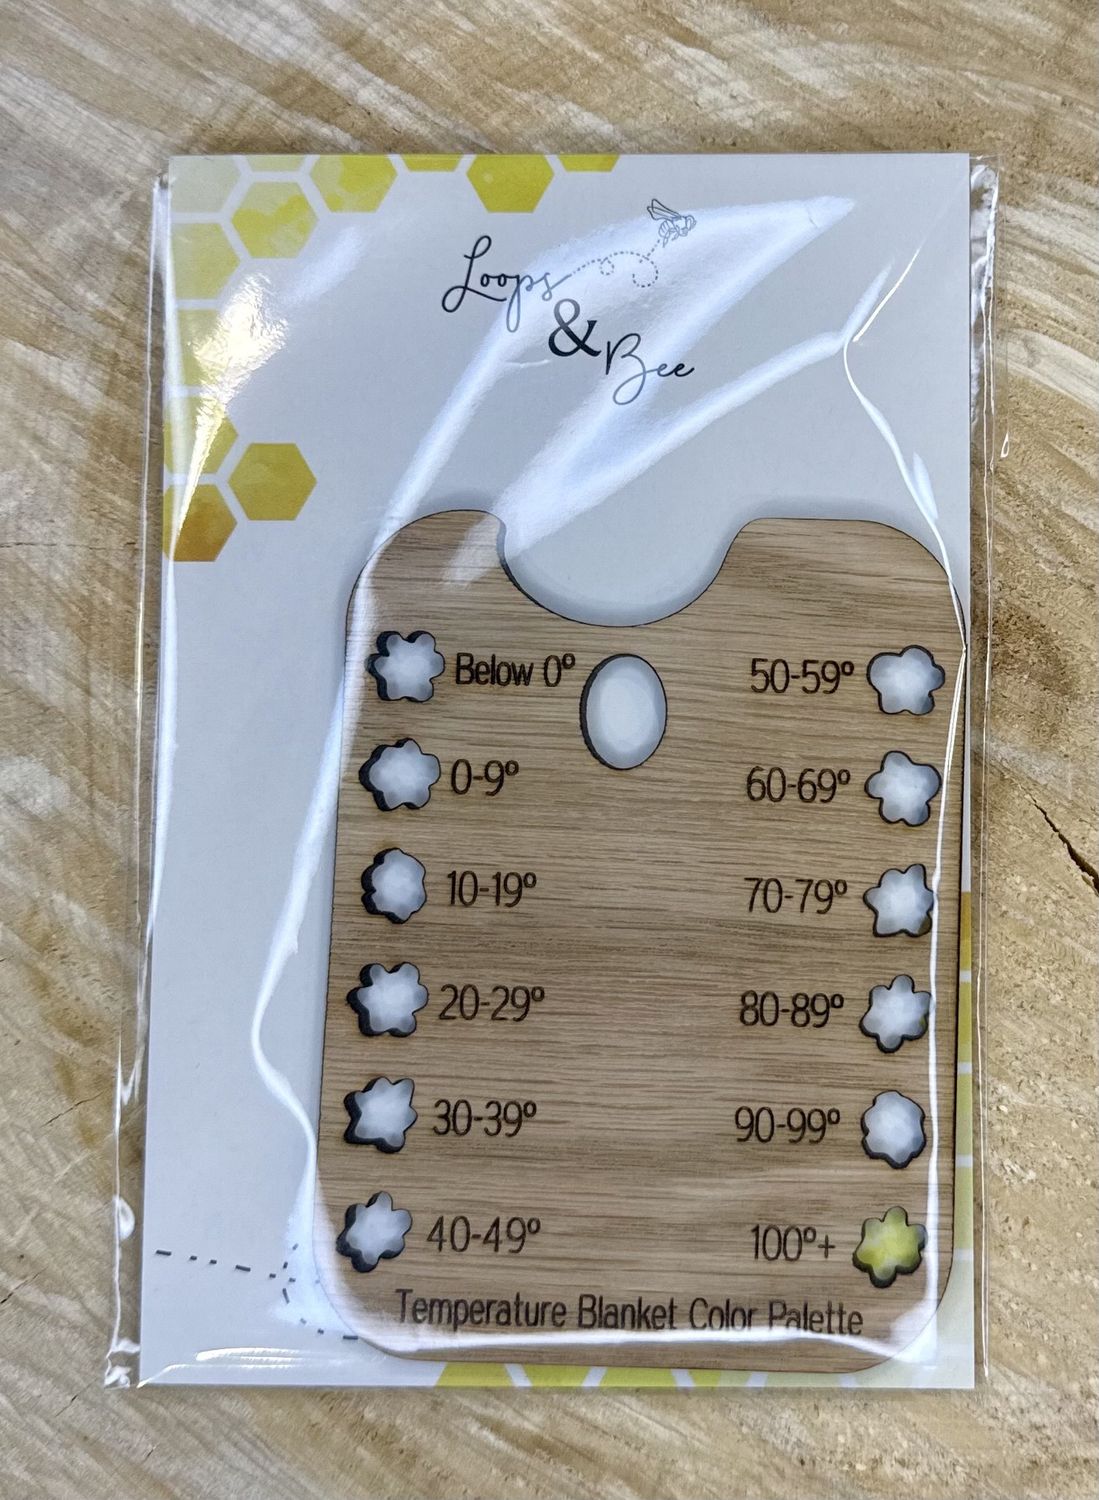 Loops
&
Bee
Below 0º
0-9º
10-19º
20-29º
30-39º
40-49º
50-59º
60-69º
70-79º
80-89º
90-99º
100º+
Temperature Blanket Color Palette